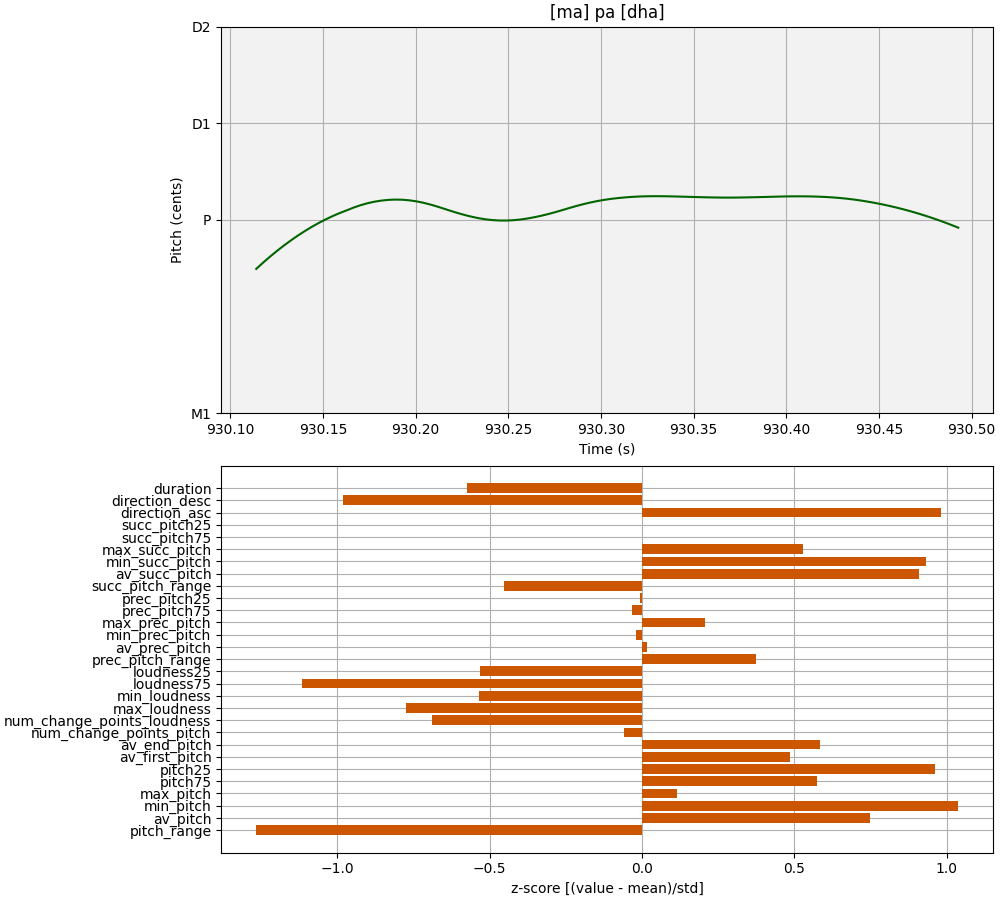 [ma] pa [dha]
D2
D1
P
M1
Pitch (cents)
930.10 930.15 930.20 930.25 930.30 930.35 930.40 930.45 930.50
Time (s)
duration
direction_desc
direction_asc
succ_pitch25
succ_pitch75
max_succ_pitch
min_succ_pitch
av_succ_pitch
succ_pitch_range
prec_pitch25
prec_pitch75
max_prec_pitch
min_prec_pitch
av_prec_pitch
prec_pitch_range
loudness25
loudness75
min_loudness
max_loudness
num_change_points_loudness
num_change_points_pitch
av_end_pitch
av_first_pitch
pitch25
pitch75
max_pitch
min_pitch
av_pitch
pitch_range
−1.0 −0.5 0.0 0.5 1.0
z-score [(value - mean)/std]